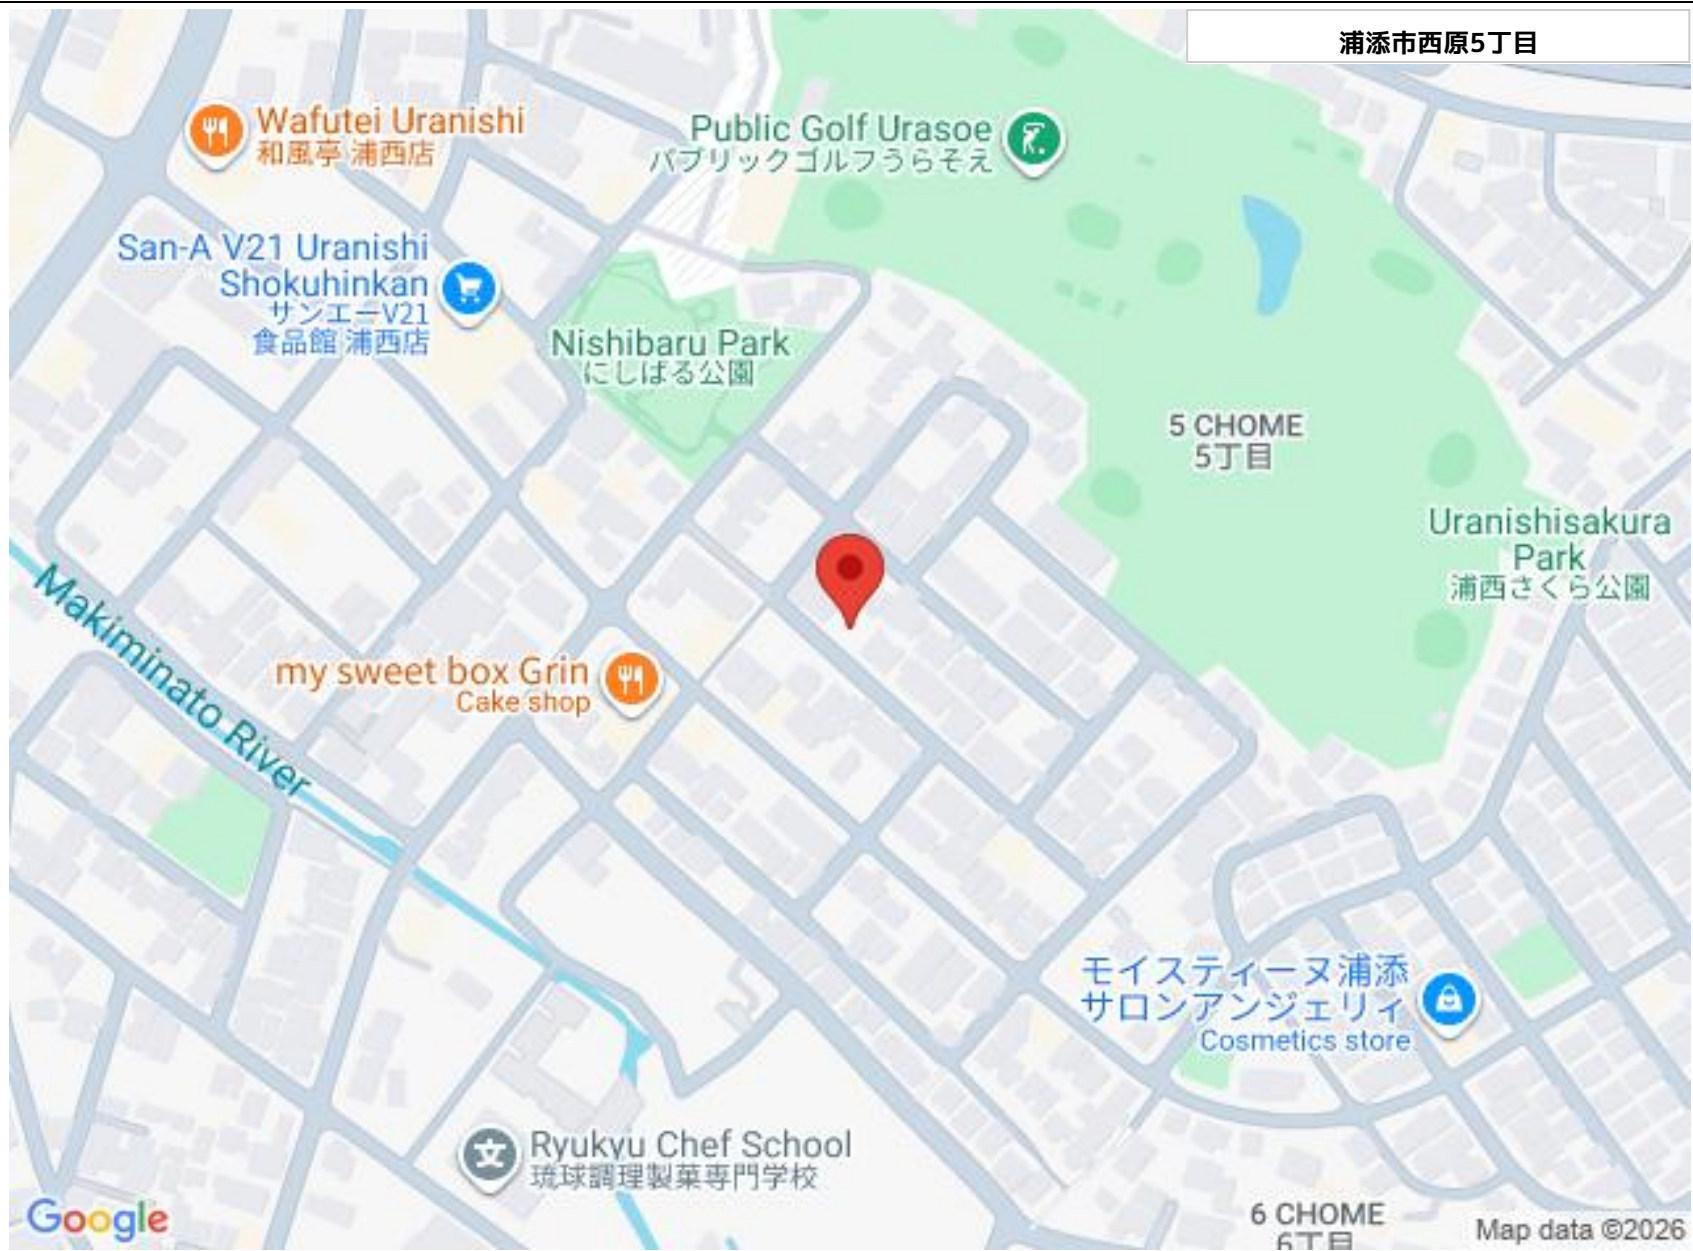 浦添市西原5丁目
Wafutei Uranishi
和風亭 浦西店
Public Golf Urasoe
パブリックゴルフうらそえ
San-A V21 Uranishi
Shokuhinkan
サンエーV21
食品館 浦西店
Nishibaru Park
にしばる公園
5 CHOME
5丁目
Uranishisakura
Park
浦西さくら公園
Makiminato River
my sweet box Grin
Cake shop
モイスティーヌ浦添
サロンアンジェリィ
Cosmetics store
文
Ryukyu Chef School
琉球調理製菓専門学校
6 CHOME
6丁目
Google
Map data ©2026